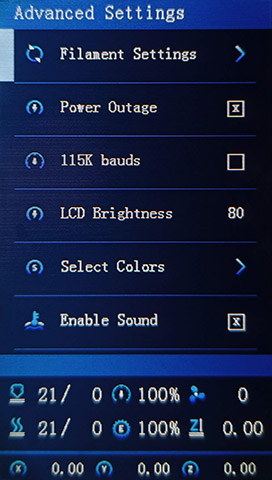 Advanced Settings
Filament Settings
Power Outage
115K bauds
LCD Brightness 80
Select Colors
Enable Sound
21/ 0 100% 0
21/ 0 E 100% Z 0.00
X 0.00 Y 0.00 Z 0.00